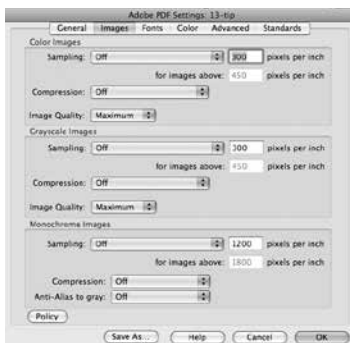 Adobe PDF Settings: 13-tip
General Images Fonts Color Advanced Standards
Color Images
Sampling: Off 300 pixels per inch
for images above: 450 pixels per inch
Compression: Off
Image Quality: Maximum
Grayscale Images
Sampling: Off 300 pixels per inch
for images above: 450 pixels per inch
Compression: Off
Image Quality: Maximum
Monochrome Images
Sampling: Off 1200 pixels per inch
for images above: 1800 pixels per inch
Compression: Off
Anti-Alias to gray: Off
Policy
Save As... Help Cancel OK